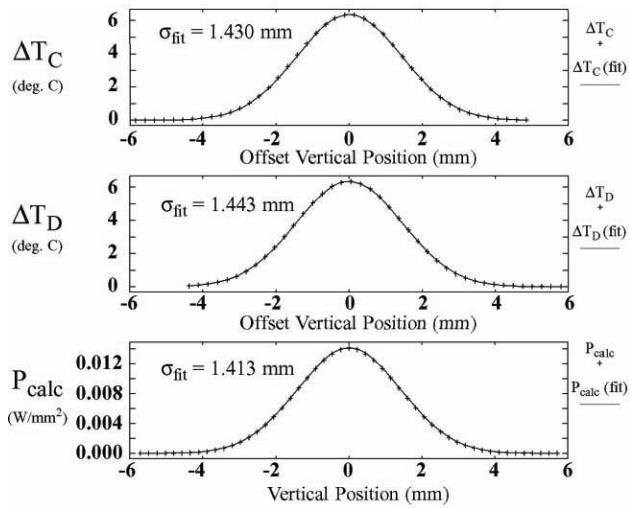 ΔT_C
(deg. C)
6
4
2
0
σ_fit = 1.430 mm
-6 -4 -2 0 2 4 6
Offset Vertical Position (mm)
ΔT_C
+
ΔT_C (fit)
ΔT_D
(deg. C)
6
4
2
0
σ_fit = 1.443 mm
-6 -4 -2 0 2 4 6
Offset Vertical Position (mm)
ΔT_D
+
ΔT_D (fit)
P_calc
(W/mm²)
0.012
0.008
0.004
0.000
σ_fit = 1.413 mm
-6 -4 -2 0 2 4 6
Vertical Position (mm)
P_calc
+
P_calc (fit)